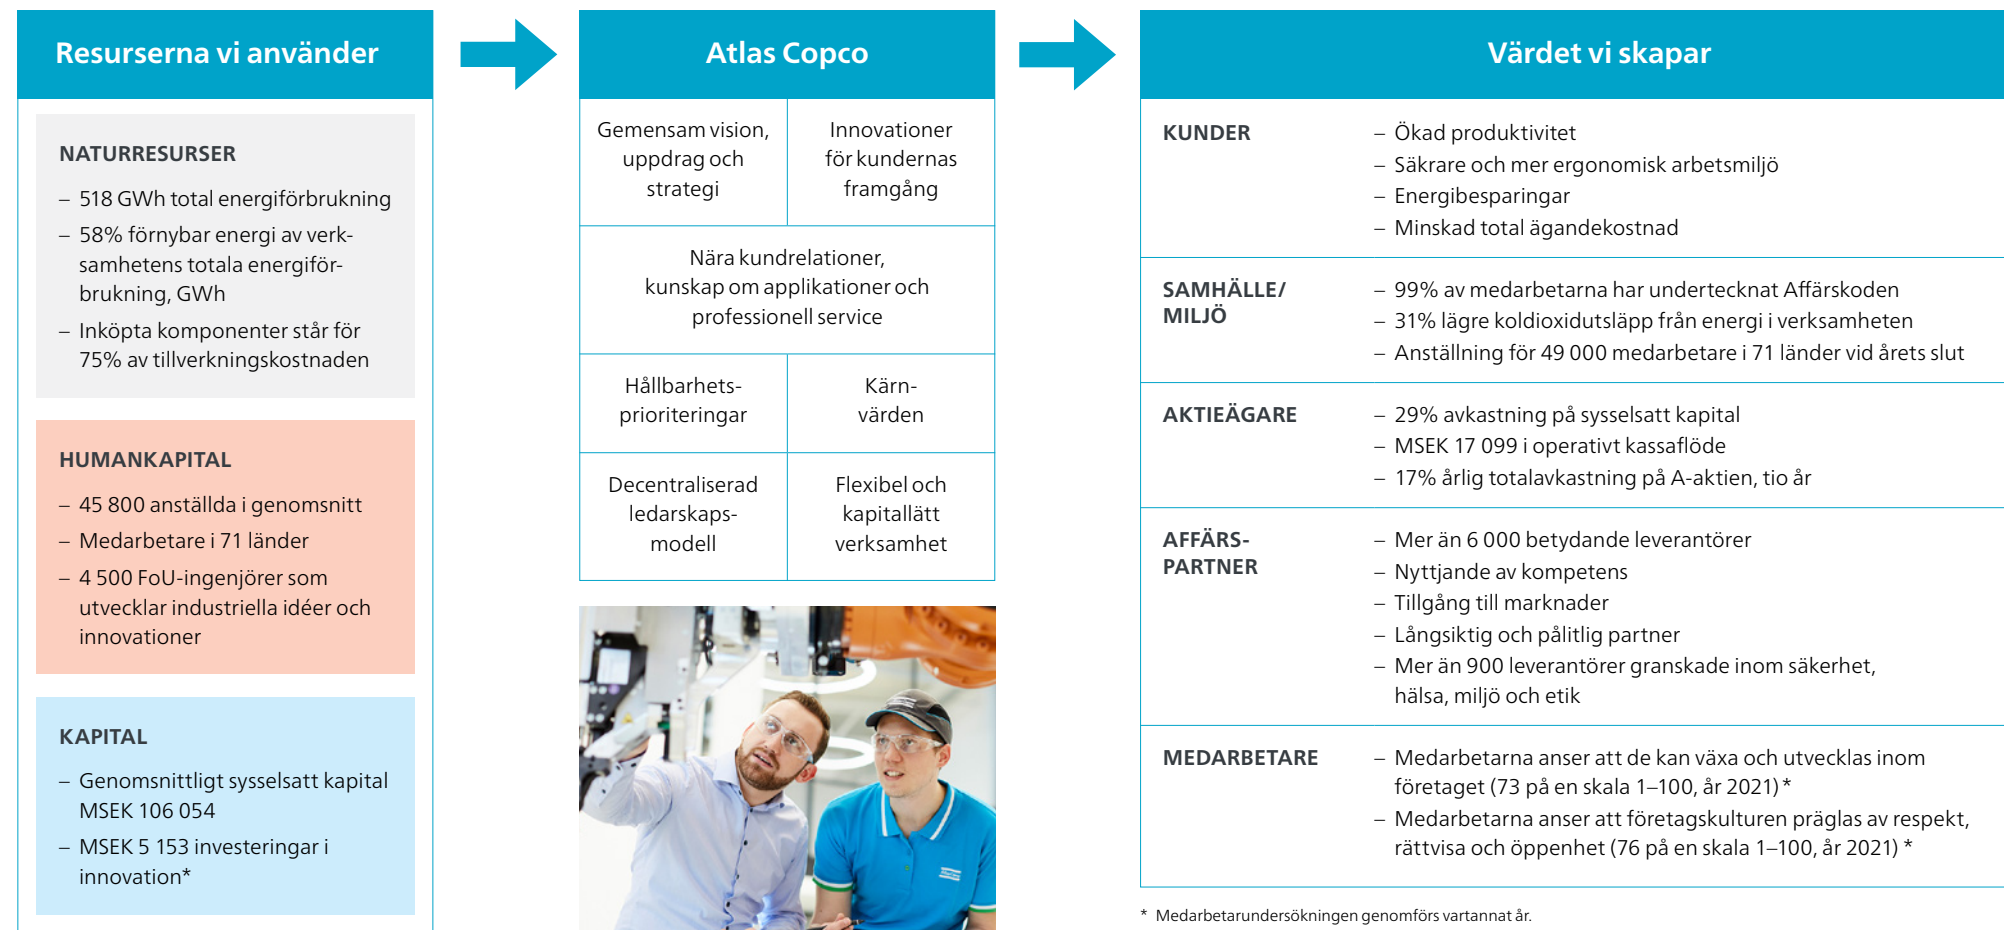 Resurserna vi använder
NATURRESURSER
– 518 GWh total energiförbrukning
– 58% förnybar energi av verk-
samhetens totala energiför-
brukning, GWh
– Inköpta komponenter står för
75% av tillverkningskostnaden
HUMANKAPITAL
– 45 800 anställda i genomsnitt
– Medarbetare i 71 länder
– 4 500 FoU-ingenjörer som
utvecklar industriella idéer och
innovationer
KAPITAL
– Genomsnittligt sysselsatt kapital
MSEK 106 054
– MSEK 5 153 investeringar i
innovation*
Atlas Copco
Gemensam vision,
uppdrag och
strategi
Innovationer
för kundernas
framgång
Nära kundrelationer,
kunskap om applikationer och
professionell service
Hållbarhets-
prioriteringar
Kärn-
värden
Decentraliserad
ledarskaps-
modell
Flexibel och
kapitallätt
verksamhet
Värdet vi skapar
KUNDER
– Ökad produktivitet
– Säkrare och mer ergonomisk arbetsmiljö
– Energibesparingar
– Minskad total ägandekostnad
SAMHÄLLE/
MILJÖ
– 99% av medarbetarna har undertecknat Affärskoden
– 31% lägre koldioxidutsläpp från energi i verksamheten
– Anställning för 49 000 medarbetare i 71 länder vid årets slut
AKTIEÄGARE
– 29% avkastning på sysselsatt kapital
– MSEK 17 099 i operativt kassaflöde
– 17% årlig totalavkastning på A-aktien, tio år
AFFÄRS-
PARTNER
– Mer än 6 000 betydande leverantörer
– Nyttjande av kompetens
– Tillgång till marknader
– Långsiktig och pålitlig partner
– Mer än 900 leverantörer granskade inom säkerhet,
hälsa, miljö och etik
MEDARBETARE
– Medarbetarna anser att de kan växa och utvecklas inom
företaget (73 på en skala 1–100, år 2021) *
– Medarbetarna anser att företagskulturen präglas av respekt,
rättvisa och öppenhet (76 på en skala 1–100, år 2021) *
* Medarbetarundersökningen genomförs vartannat år.